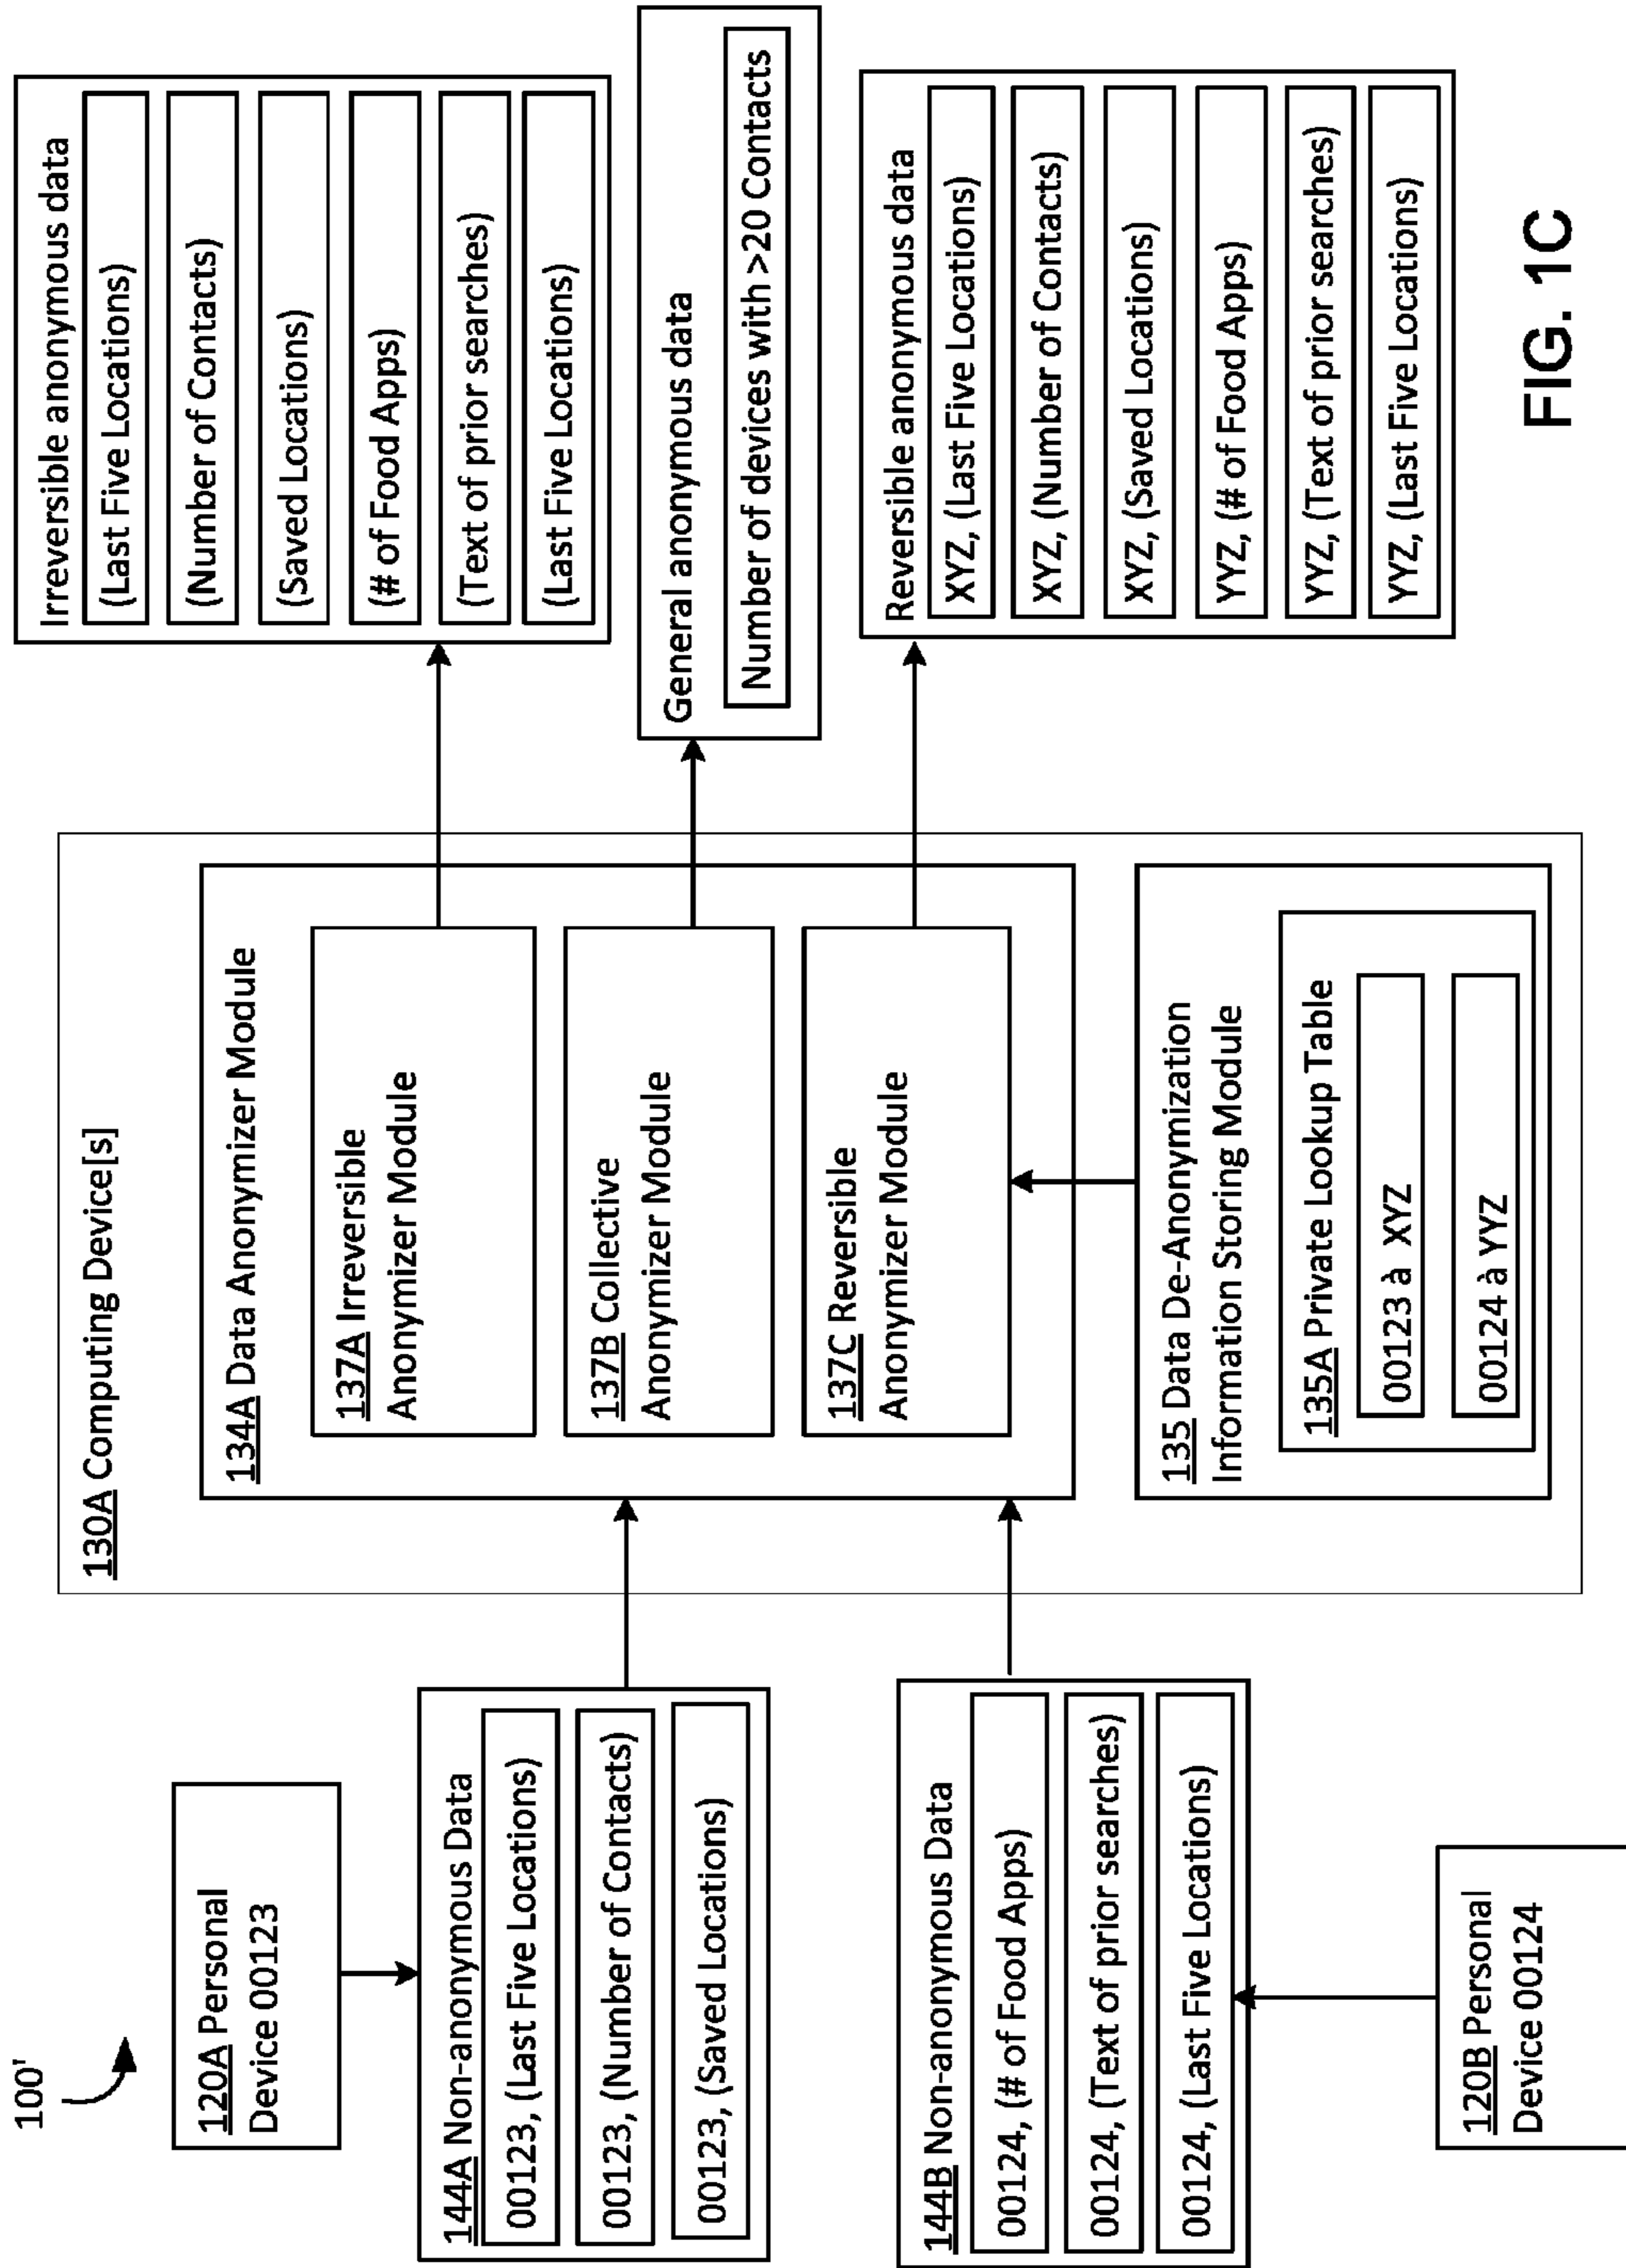 100'
120A Personal
Device 00123
144A Non-anonymous Data
00123, (Last Five Locations)
00123, (Number of Contacts)
00123, (Saved Locations)
144B Non-anonymous Data
00124, (# of Food Apps)
00124, (Text of prior searches)
00124, (Last Five Locations)
120B Personal
Device 00124
130A Computing Device[s]
134A Data Anonymizer Module
137A Irreversible
Anonymizer Module
137B Collective
Anonymizer Module
137C Reversible
Anonymizer Module
135 Data De-Anonymization
Information Storing Module
135A Private Lookup Table
00123 à XYZ
00124 à YYZ
Irreversible anonymous data
(Last Five Locations)
(Number of Contacts)
(Saved Locations)
(# of Food Apps)
(Text of prior searches)
(Last Five Locations)
General anonymous data
Number of devices with >20 Contacts
Reversible anonymous data
XYZ, (Last Five Locations)
XYZ, (Number of Contacts)
XYZ, (Saved Locations)
YYZ, (# of Food Apps)
YYZ, (Text of prior searches)
YYZ, (Last Five Locations)
FIG. 1C